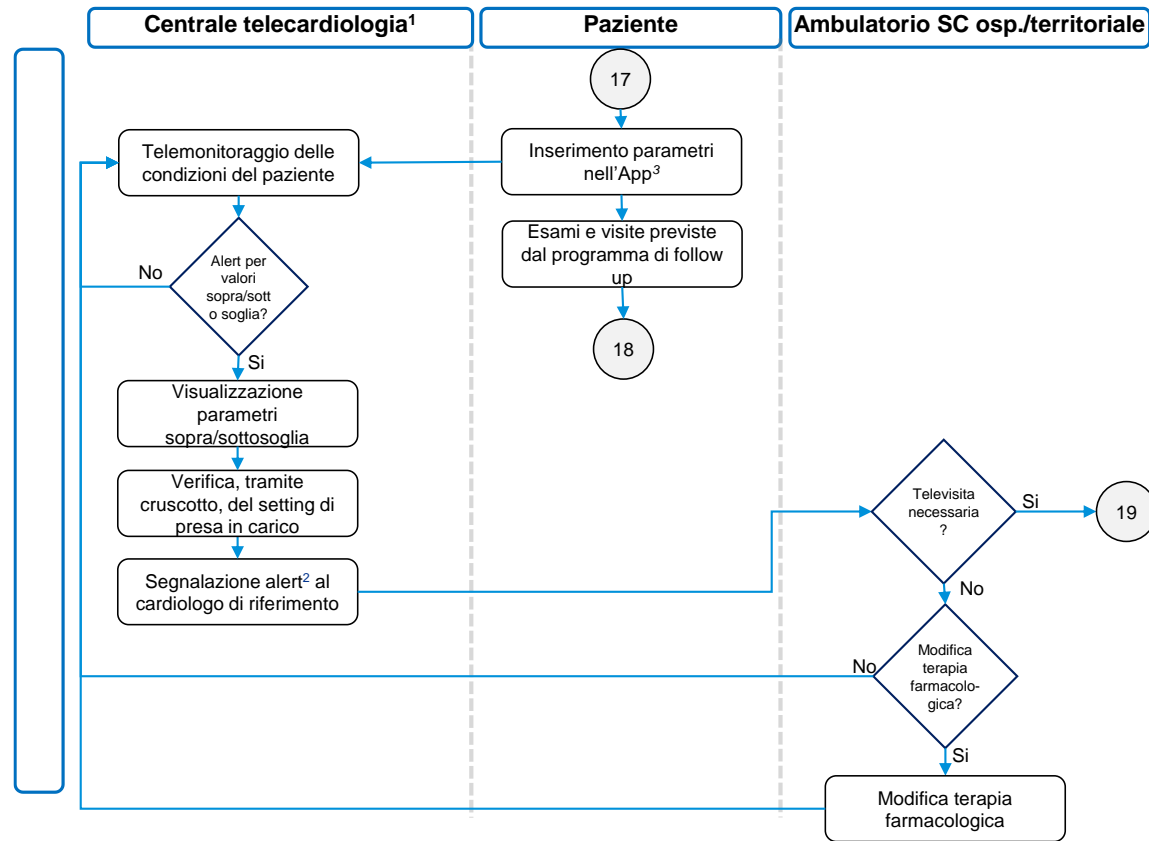 Centrale telecardiologia1
Paziente
Ambulatorio SC osp./territoriale
17
Telemonitoraggio delle
condizioni del paziente
Inserimento parametri
nell'App3
Esami e visite previste
dal programma di follow
up
No
Alert per
valori
sopra/sott
o soglia?
18
Si
Visualizzazione
parametri
sopra/sottosoglia
Verifica, tramite
cruscotto, del setting di
presa in carico
Televisita
necessaria
?
Si
19
Segnalazione alert2 al
cardiologo di riferimento
No
No
Modifica
terapia
farmacolo-
gica?
Si
Modifica terapia
farmacologica